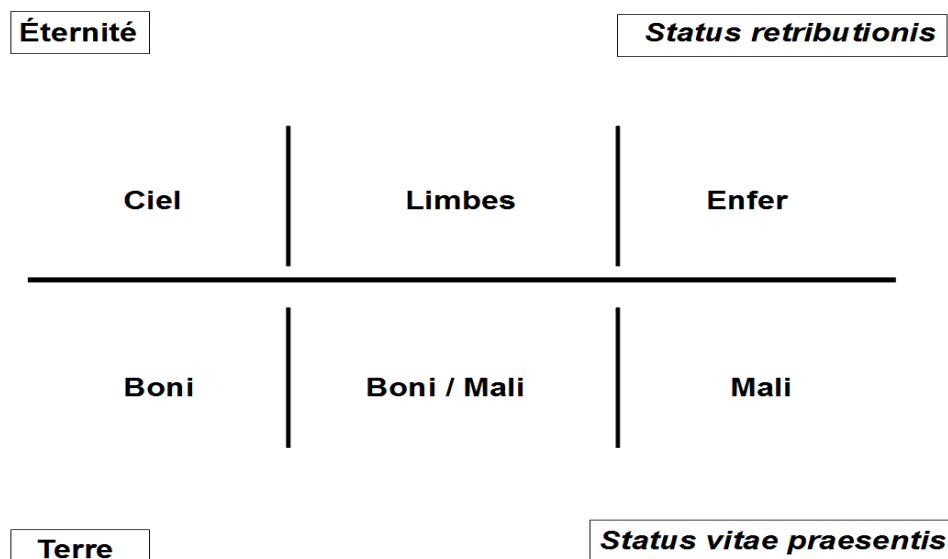 Éternité
Status retributionis
Ciel
Limbes
Enfer
Boni
Boni / Mali
Mali
Terre
Status vitae praesentis